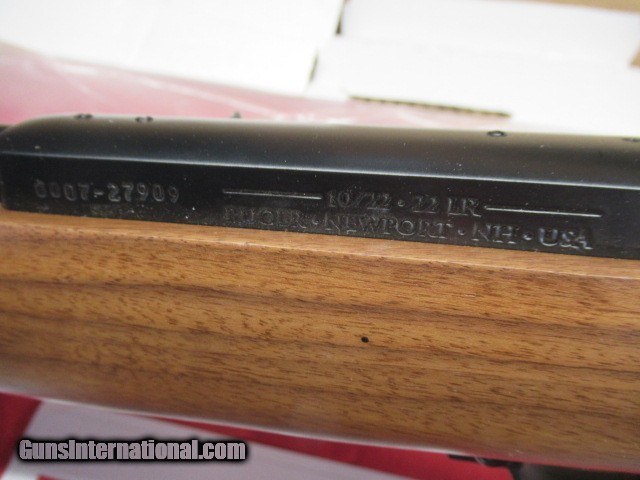 0007-27909
10/22 · 22 LR
RUGER · NEWPORT · NH · USA
GunsInternational.com